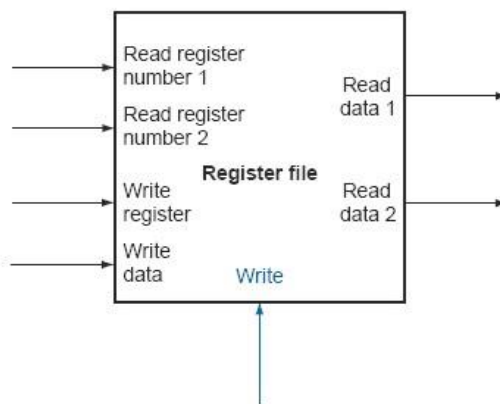 Read register
number 1
Read register
number 2
Register file
Write
register
Write
data
Read
data 1
Read
data 2
Write